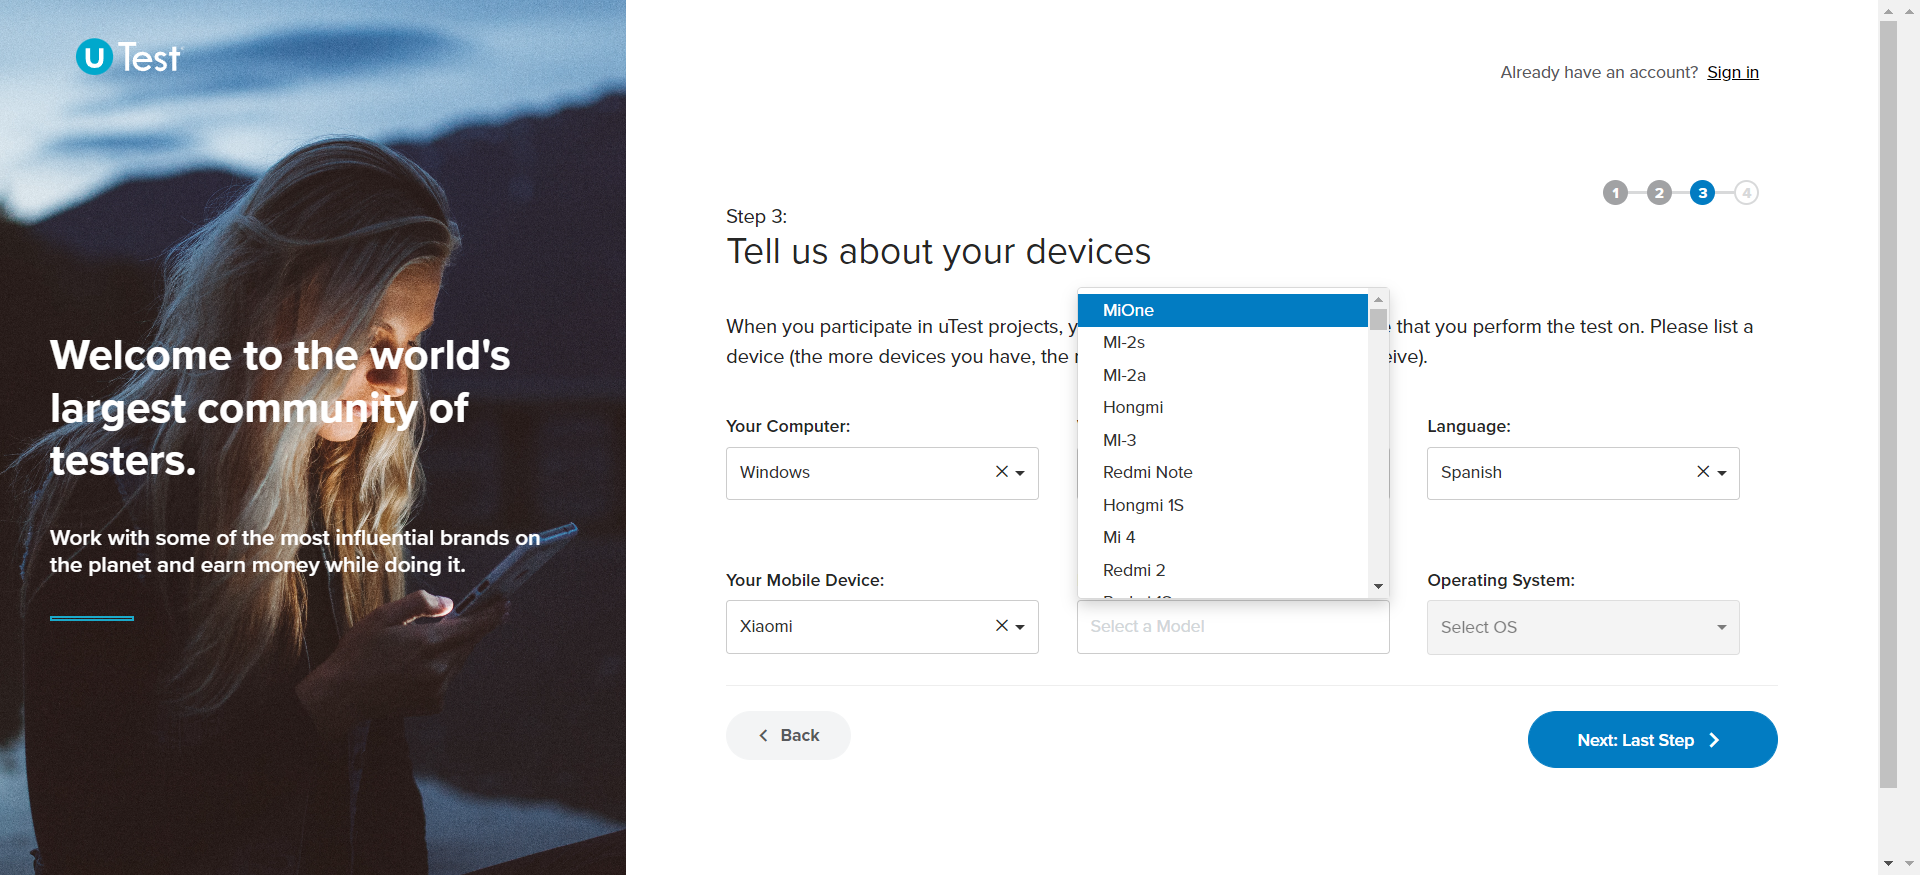 U Test
Already have an account? Sign in
1 2 3 4
Step 3:
Tell us about your devices
When you participate in uTest projects, y
that you perform the test on. Please list a
device (the more devices you have, the
eive).
MiOne
MI-2s
MI-2a
Hongmi
MI-3
Redmi Note
Hongmi 1S
Mi 4
Redmi 2
Your Computer:
Windows
Language:
Spanish
Your Mobile Device:
Xiaomi
Select a Model
Operating System:
Select OS
Back
Next: Last Step
Welcome to the world's
largest community of
testers.
Work with some of the most influential brands on
the planet and earn money while doing it.